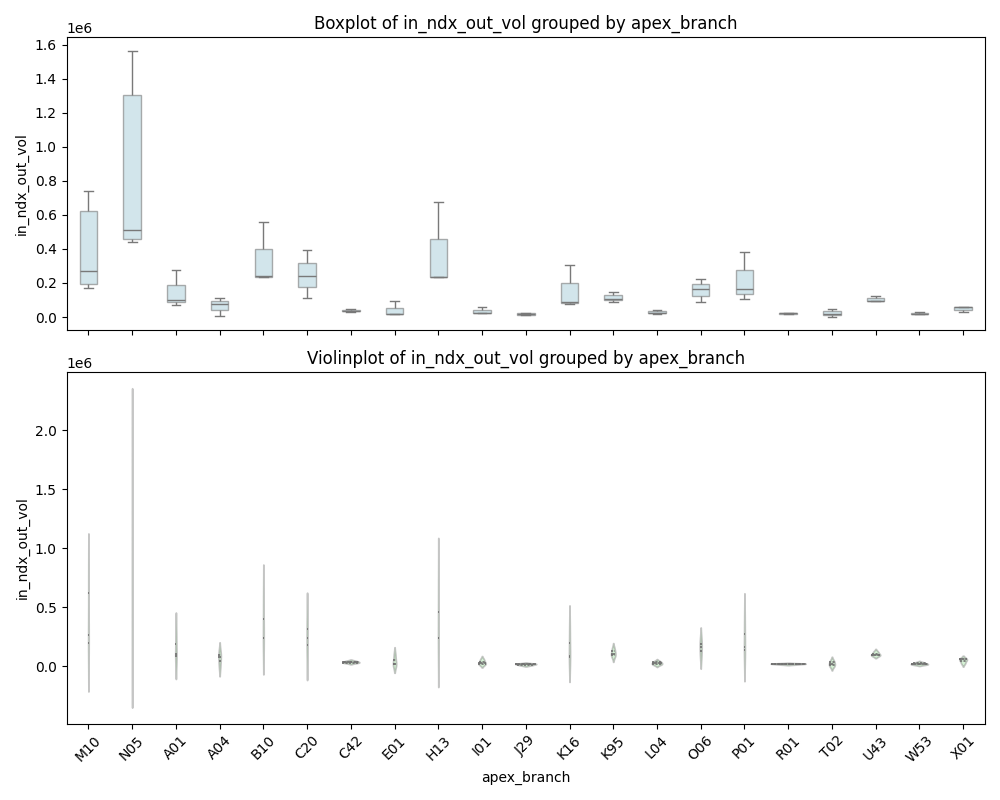 Boxplot of in_ndx_out_vol grouped by apex_branch
1e6
1.6
1.4
1.2
1.0
0.8
0.6
0.4
0.2
0.0
in_ndx_out_vol
Violinplot of in_ndx_out_vol grouped by apex_branch
1e6
2.0
1.5
1.0
0.5
0.0
in_ndx_out_vol
M10 N05 A01 A04 B10 C20 C42 E01 H13 I01 J29 K16 K95 L04 O06 P01 R01 T02 U43 W53 X01
apex_branch